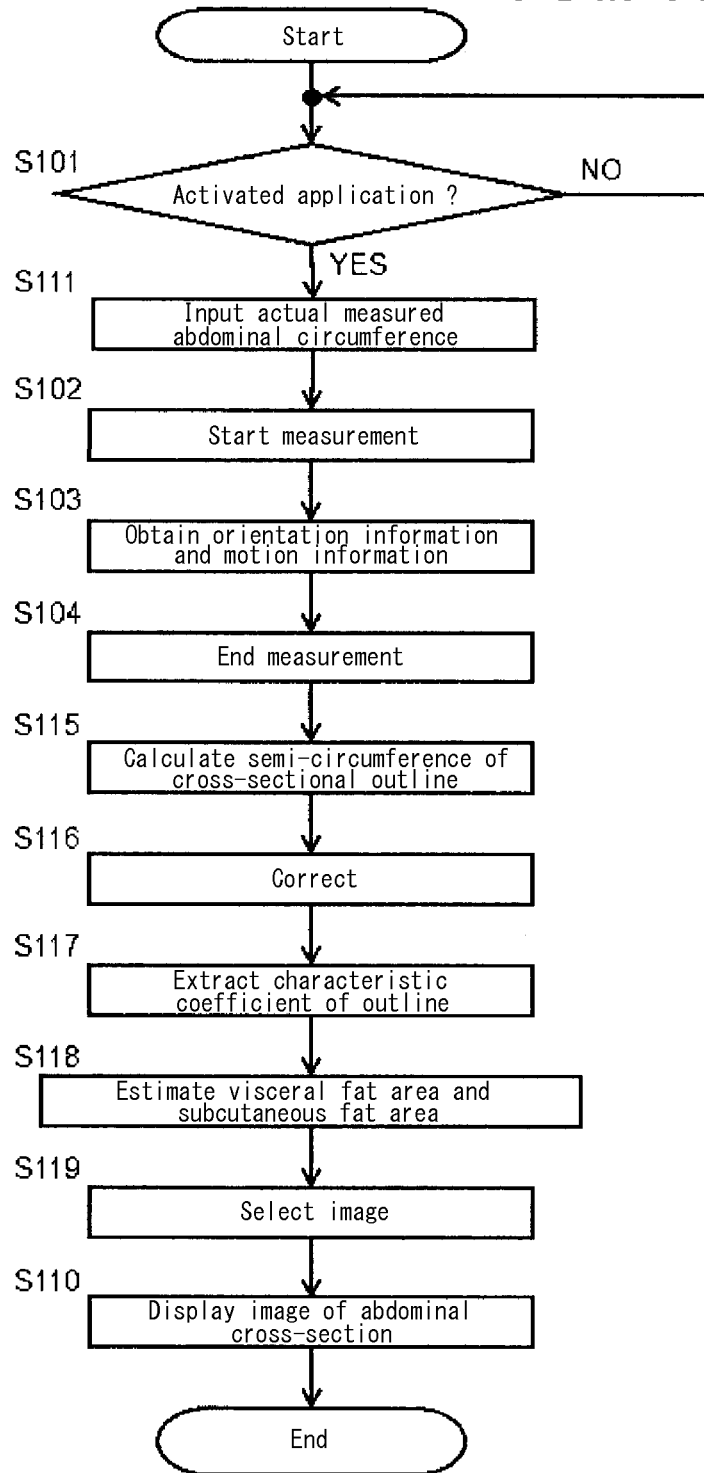 Start
S101
Activated application ?
NO
YES
S111
Input actual measured
abdominal circumference
S102
Start measurement
S103
Obtain orientation information
and motion information
S104
End measurement
S115
Calculate semi-circumference of
cross-sectional outline
S116
Correct
S117
Extract characteristic
coefficient of outline
S118
Estimate visceral fat area and
subcutaneous fat area
S119
Select image
S110
Display image of abdominal
cross-section
End